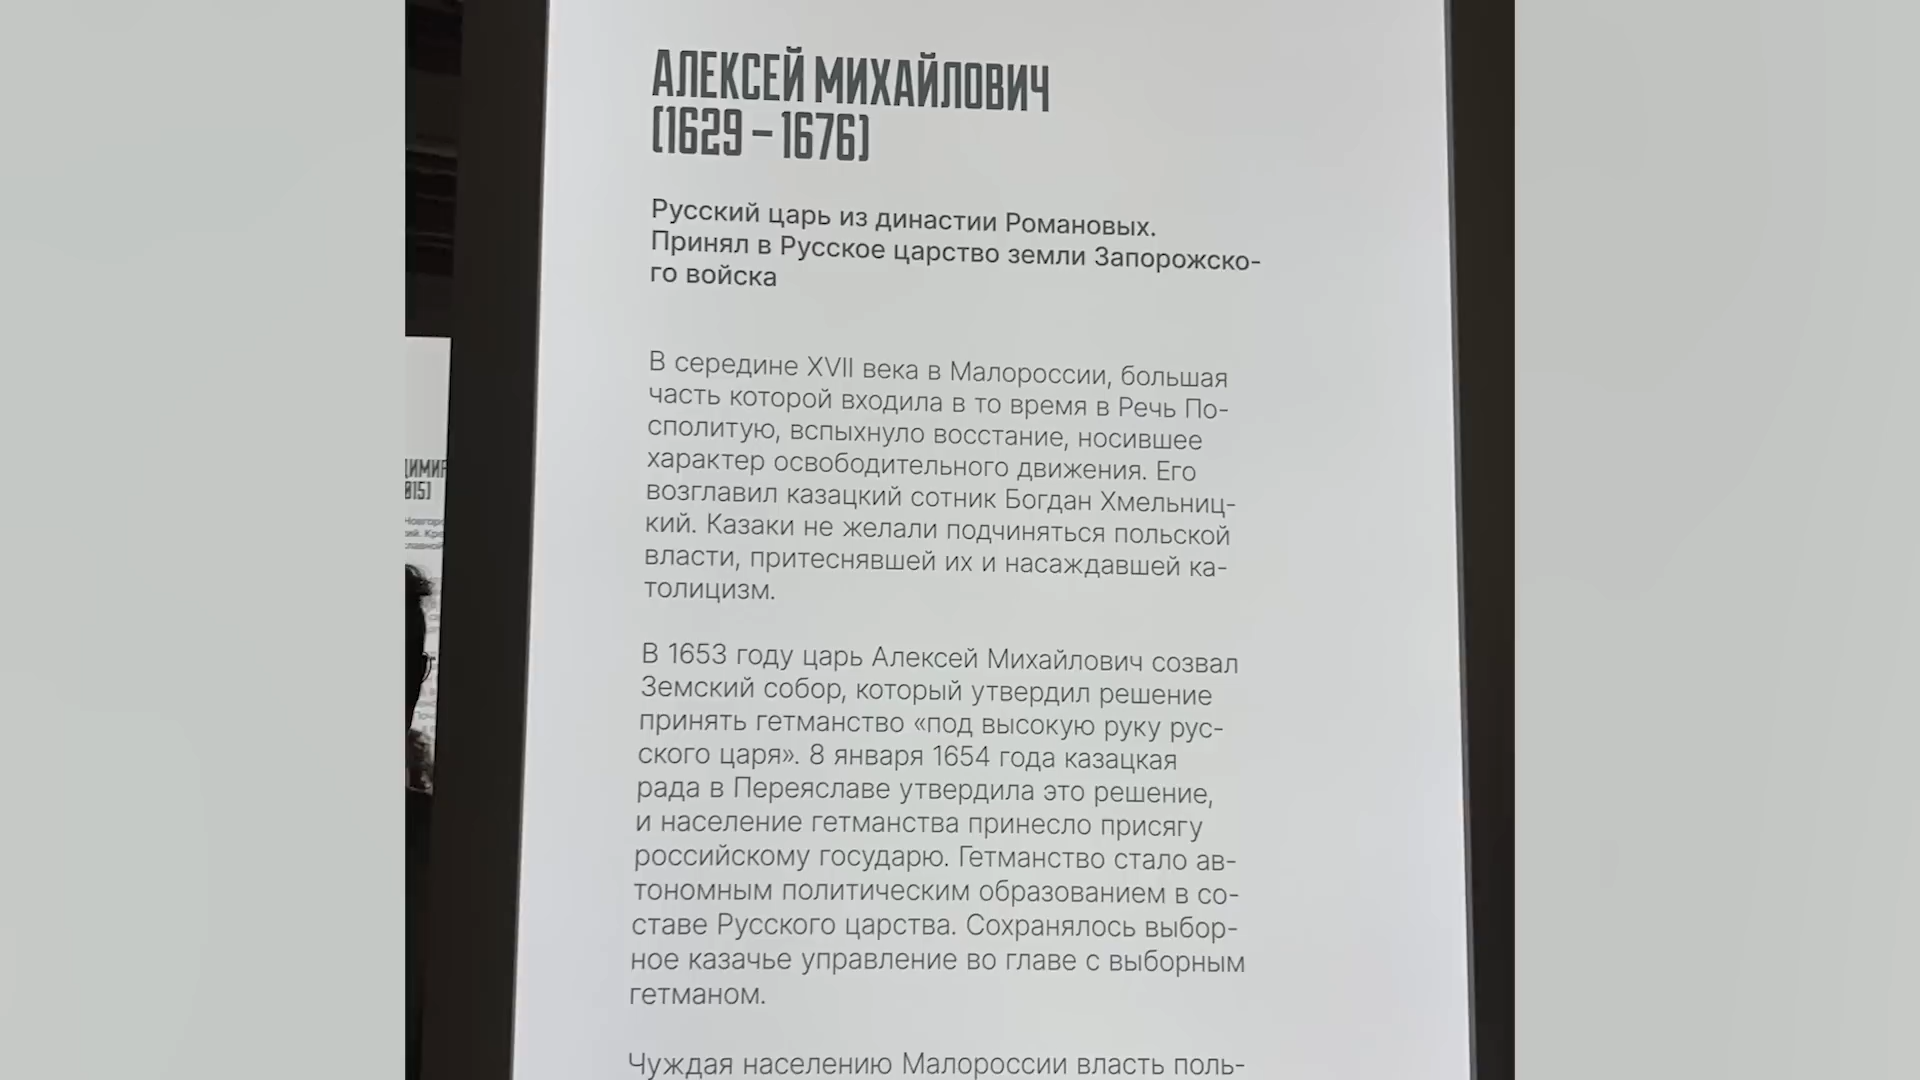 АЛЕКСЕЙ МИХАЙЛОВИЧ
(1629 – 1676)
Русский царь из династии Романовых.
Принял в Русское царство земли Запорожско-
го войска
В середине XVII века в Малороссии, большая
часть которой входила в то время в Речь По-
сполитую, вспыхнуло восстание, носившее
характер освободительного движения. Его
возглавил казацкий сотник Богдан Хмельниц-
кий. Казаки не желали подчиняться польской
власти, притеснявшей их и насаждавшей ка-
толицизм.
В 1653 году царь Алексей Михайлович созвал
Земский собор, который утвердил решение
принять гетманство «под высокую руку рус-
ского царя». 8 января 1654 года казацкая
рада в Переяславе утвердила это решение,
и население гетманства принесло присягу
российскому государю. Гетманство стало ав-
тономным политическим образованием в со-
ставе Русского царства. Сохранялось выбор-
ное казачье управление во главе с выборным
гетманом.
Чуждая населению Малороссии власть поль-